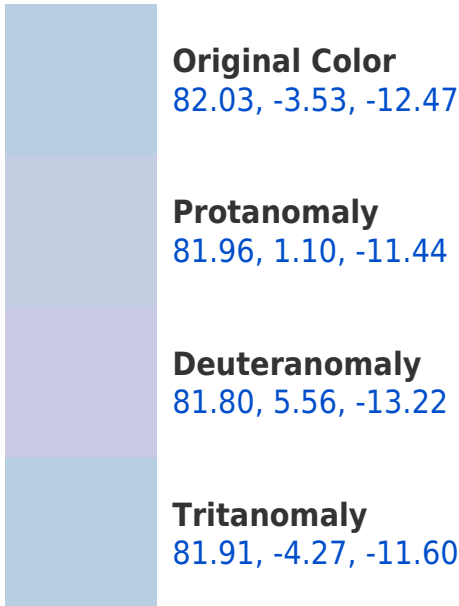 Original Color
82.03, -3.53, -12.47
Protanomaly
81.96, 1.10, -11.44
Deuteranomaly
81.80, 5.56, -13.22
Tritanomaly
81.91, -4.27, -11.60